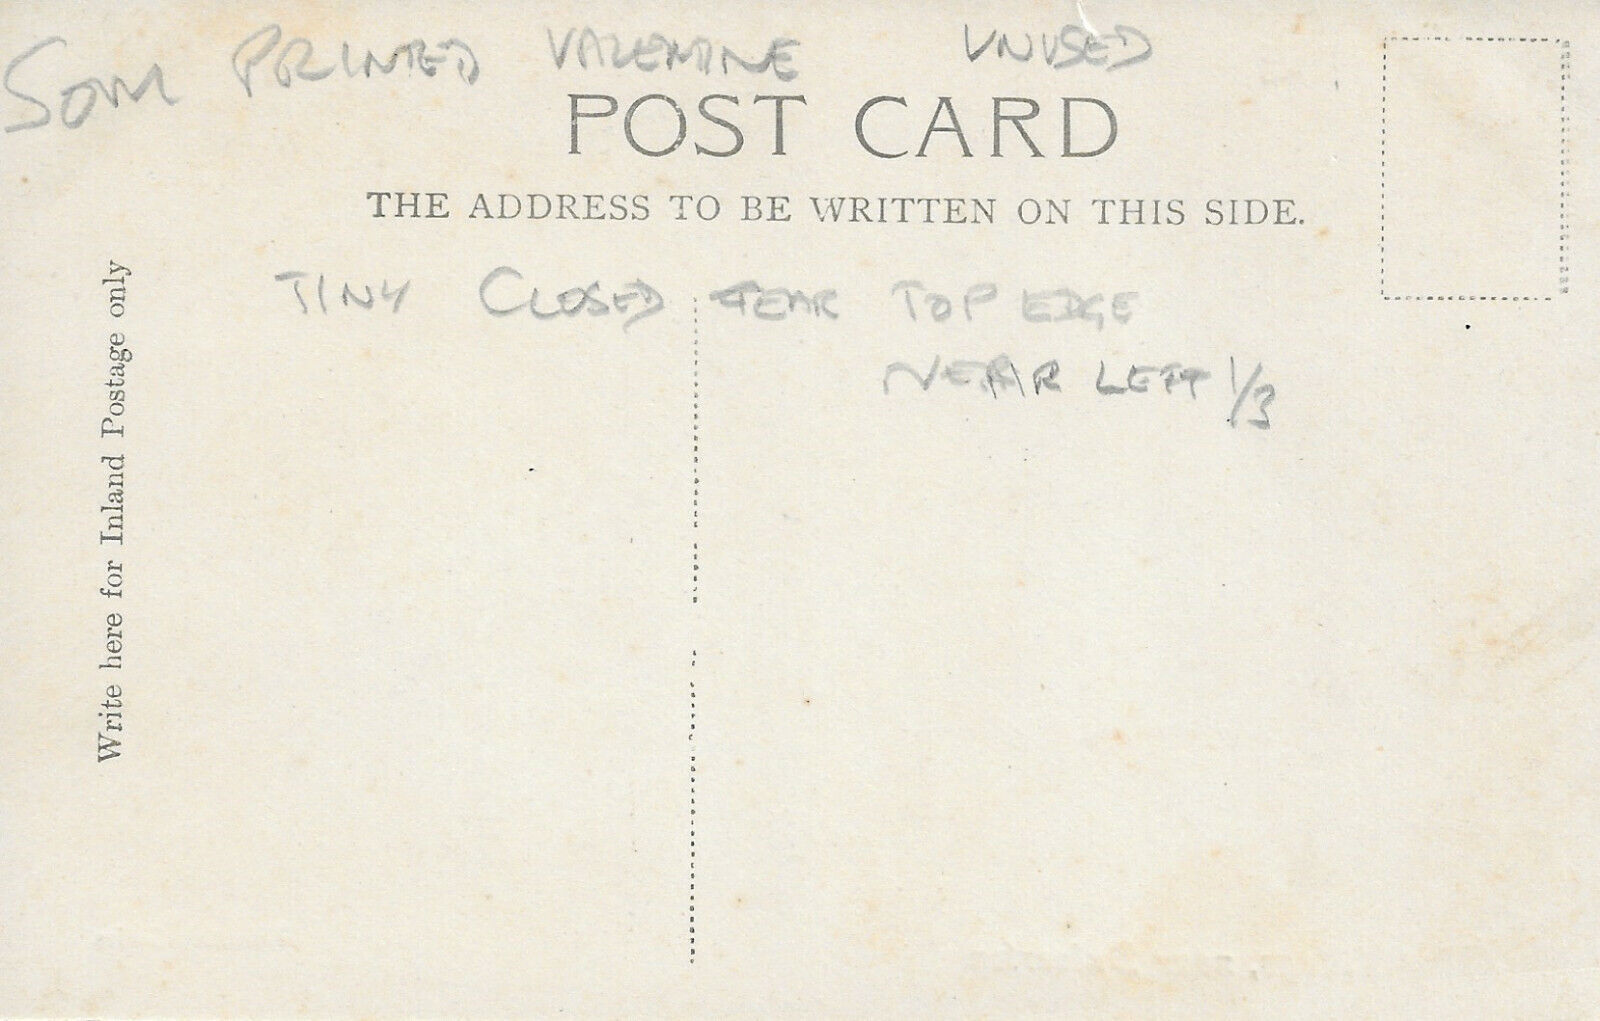 PRINTED VALENTINE UNUSED
POST CARD
THE ADDRESS TO BE WRITTEN ON THIS SIDE.
TINY CLOSED TEAR TOP EDGE
NEAR LEFT 1/3
Write here for Inland Postage only